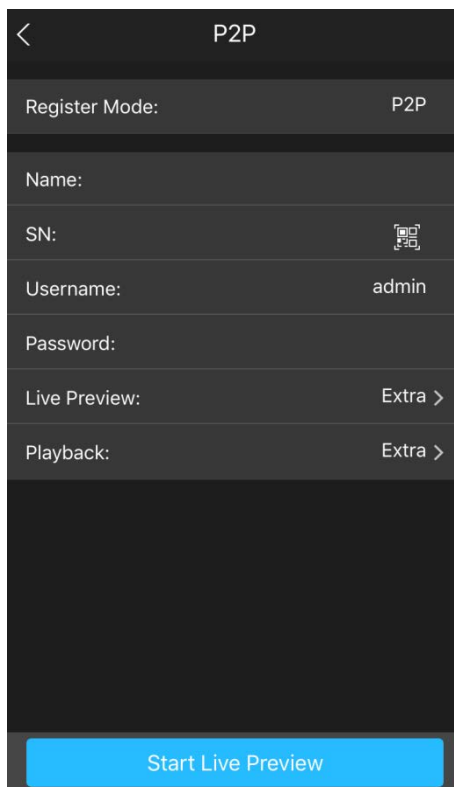 P2P
Register Mode: P2P
Name:
SN:
Username: admin
Password:
Live Preview: Extra
Playback: Extra
Start Live Preview